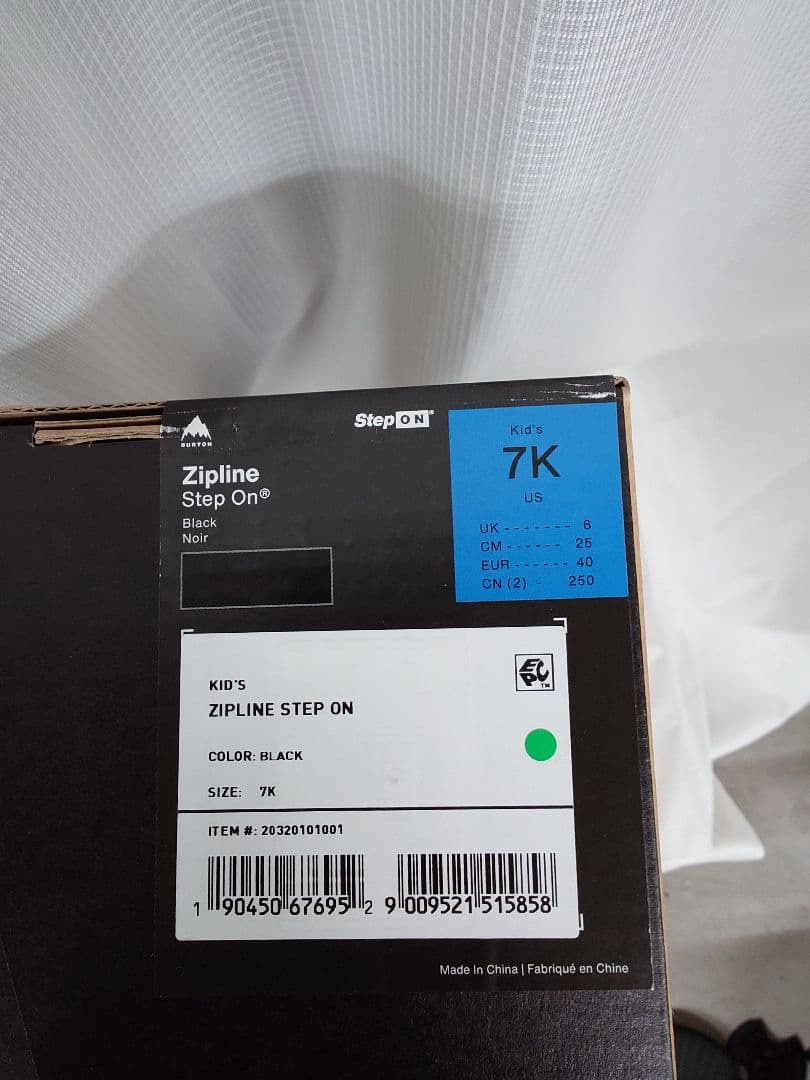 BURTON
StepON®
Zipline
Step On®
Black
Noir
Kid's
7K
US
UK - - - - - - - 6
CM - - - - - - 25
EUR - - - - - - 40
CN (2) - 250
KID'S
ZIPLINE STEP ON
EPC TM
COLOR: BLACK
SIZE: 7K
ITEM #: 20320101001
1 90450 67695 2
9 009521 515858
Made In China | Fabriqué en Chine